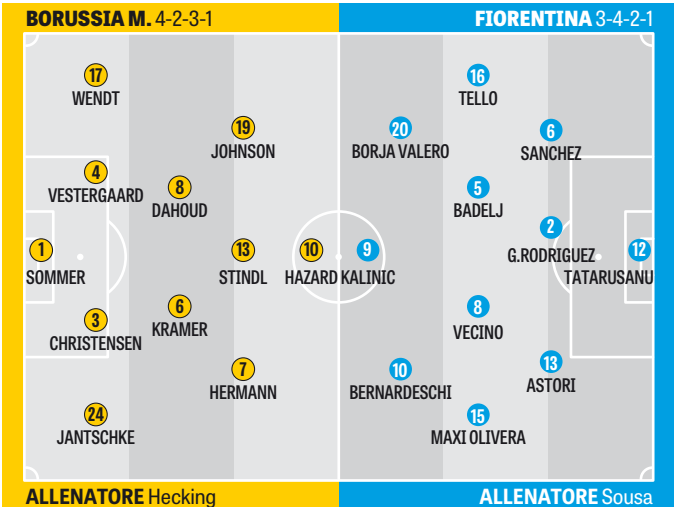 BORUSSIA M. 4-2-3-1
17
WENDT
4
VESTERGAARD
1
SOMMER
3
CHRISTENSEN
24
JANTSCHKE
8
DAHOUD
6
KRAMER
19
JOHNSON
13
STINDL
7
HERMANN
10
HAZARD
ALLENATORE Hecking
FIORENTINA 3-4-2-1
9
KALINIC
20
BORJA VALERO
10
BERNARDESCHI
16
TELLO
5
BADELJ
8
VECINO
15
MAXI OLIVERA
6
SANCHEZ
2
G.RODRIGUEZ
13
ASTORI
12
TATARUSANU
ALLENATORE Sousa